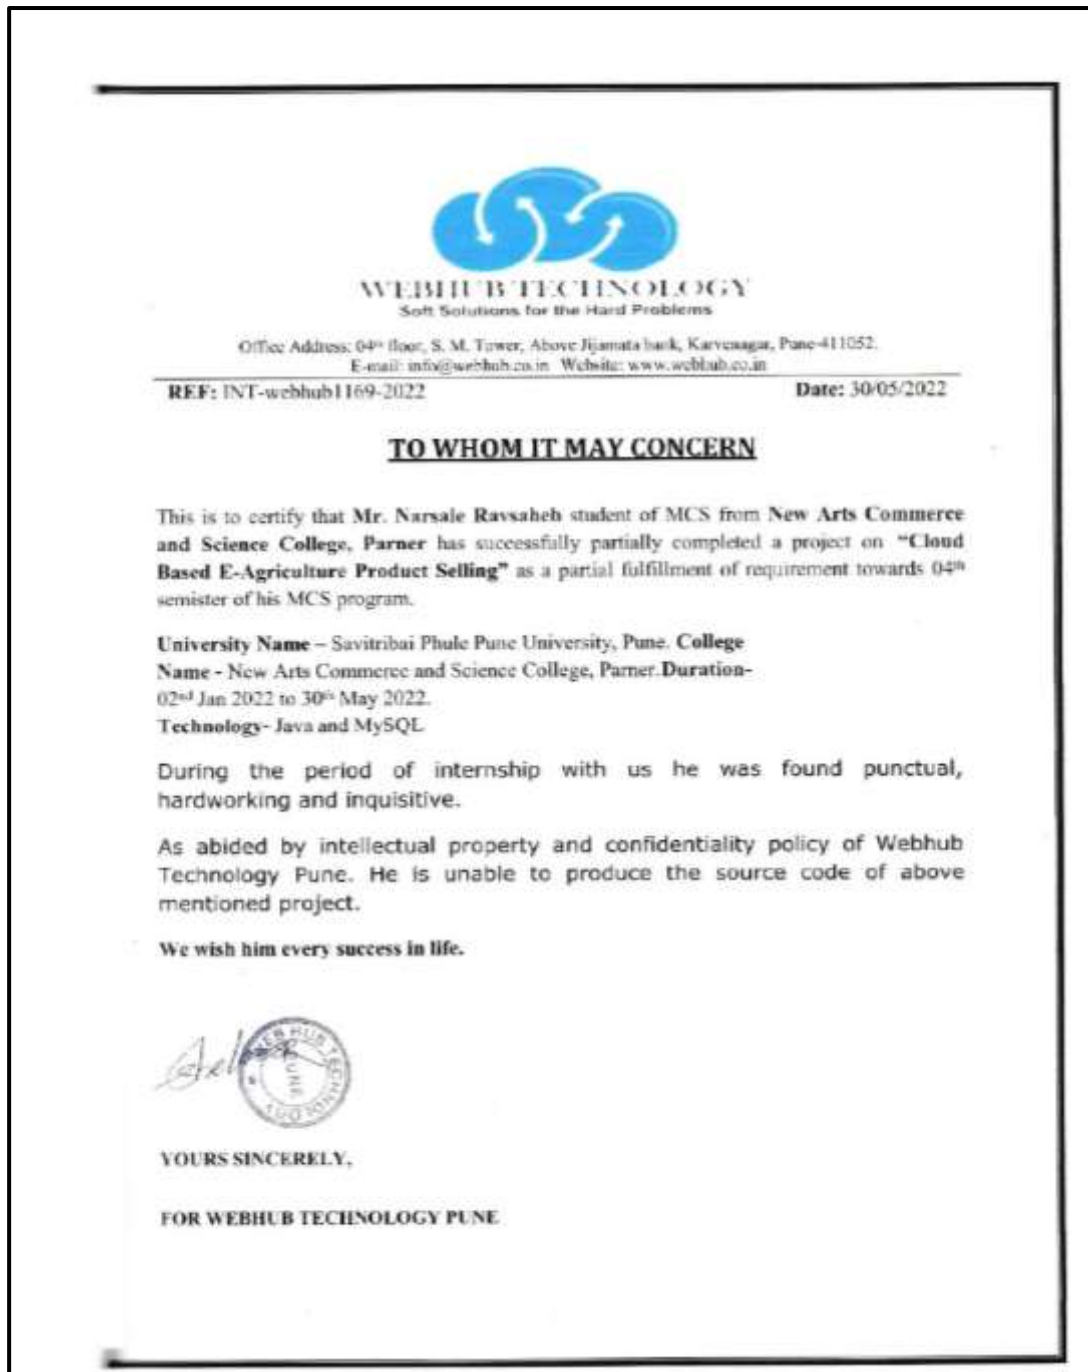 WEBHUB TECHNOLOGY
Soft Solutions for the Hard Problems
Office Address: 04th floor, S. M. Tower, Above Jijamata bank, Karvenagar, Pune-411052.
E-mail: info@webhub.co.in Website: www.webhub.co.in
REF: INT-webhub1169-2022 Date: 30/05/2022
TO WHOM IT MAY CONCERN
This is to certify that Mr. Narsale Ravsaheb student of MCS from New Arts Commerce
and Science College, Parner has successfully partially completed a project on “Cloud
Based E-Agriculture Product Selling” as a partial fulfillment of requirement towards 04th
semister of his MCS program.
University Name – Savitribai Phule Pune University, Pune. College
Name - New Arts Commerce and Science College, Parner.Duration-
02nd Jan 2022 to 30th May 2022.
Technology- Java and MySQL
During the period of internship with us he was found punctual,
hardworking and inquisitive.
As abided by intellectual property and confidentiality policy of Webhub
Technology Pune. He is unable to produce the source code of above
mentioned project.
We wish him every success in life.
WEB HUB TECHNOLOGY
PUNE
YOURS SINCERELY,
FOR WEBHUB TECHNOLOGY PUNE